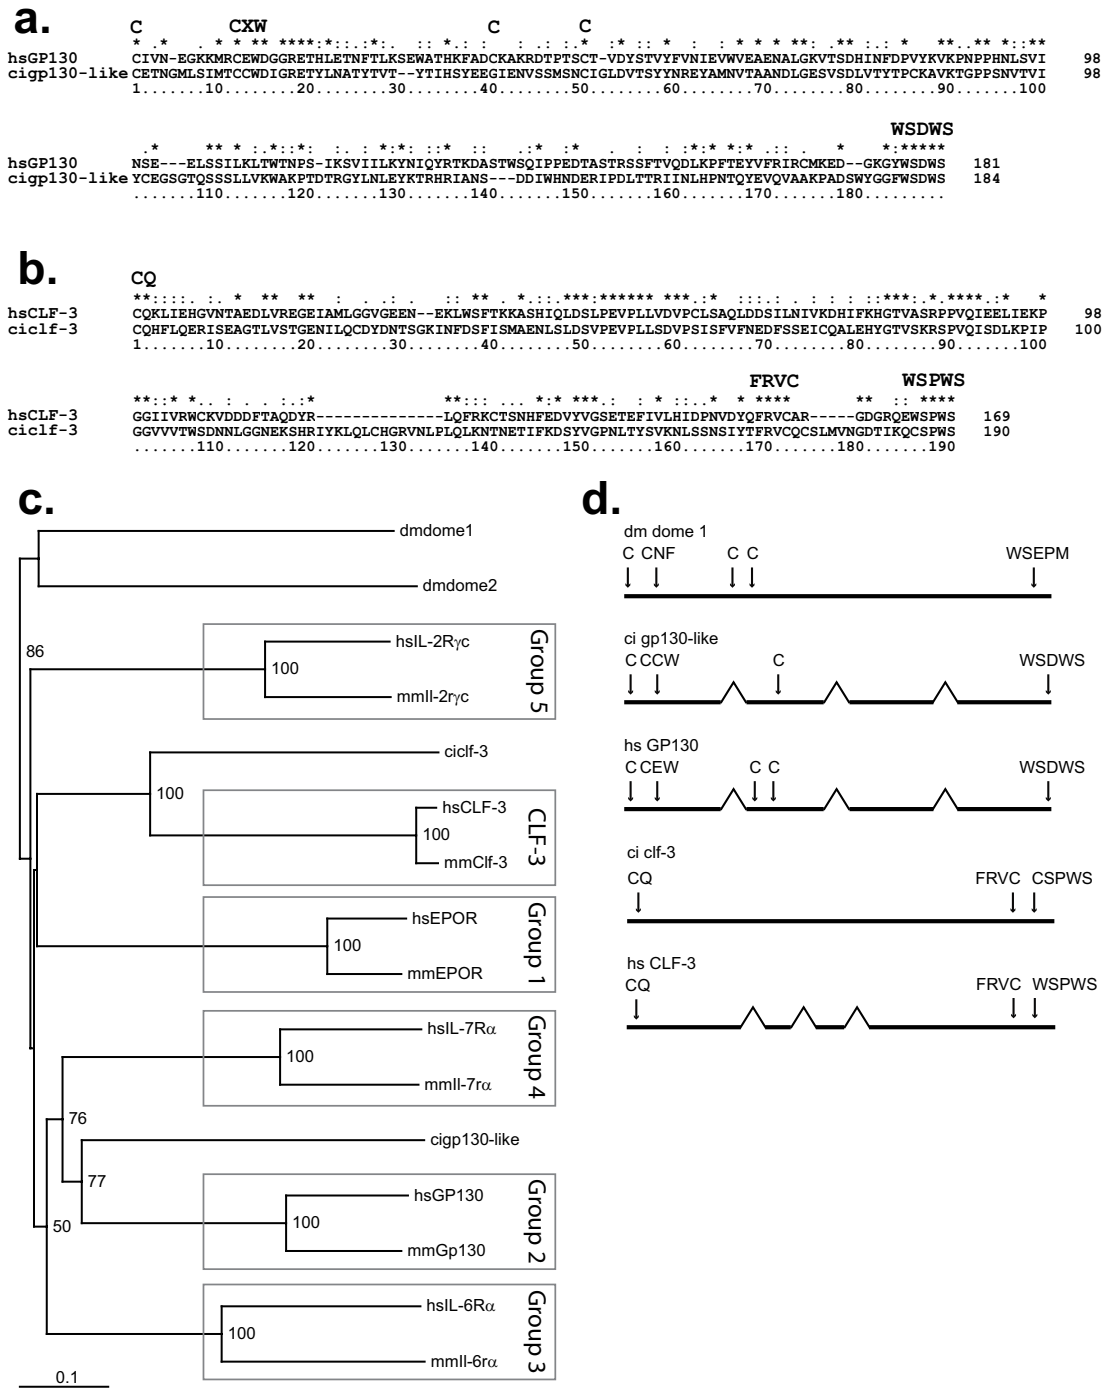 a.
C CXW C C
hsGP130 CIVN-EGKKMRCEWDGGRETHLETNFTLKSEWATHKFADCKAKRDTPTSCT-VDYSTVYFVNIEVWVEAENALGKVTSDHINFDPVYKVKPNPPHNLSVI 98
cigp130-like CETNGMLSIMTCCWDIGRETYLNATYTVT--YTIHSYEEGIENVSSMSNCIGLDVTSYYNREYAMNVTAANDLGESVTSDLVTYTPCKAVKTGPPSNVTVI 98
1........10........20........30........40........50........60........70........80........90.......100
WSDWS
hsGP130 NSE---ELSSILKLTWTNPS-IKSVIILKYNIQYRTKDASTWSQIPPEDTASTRSSFTVQDLKPFTEYVFRIRCMKED--GKGYWSDWS 181
cigp130-like YCEGSGTQSSSLLVKWAKPTDTRGYLNLEYKTRHRIANS---DDIWHNDERIPDLTTRIINLHPNTQYEVQVAAKPADSWYGGFWSDWS 184
.......110.......120.......130.......140.......150.......160.......170.......180.........
b.
CQ
hsCLF-3 CQKLIEHGVNTAEDLVREGEIAMLGGVGEEN--EKLWSFTKKASHIQLDSLPEVPLLVDVPCLSAQLDDSILNIVKDHIFKHGTVASRPPVQIEELIEKP 98
ciclf-3 CQHFLQERISEAGTLVSTGENILQCDYDNTSGKINFDSFISMAENLSLDSVPEVPLLSDVPSISFVFNEDFSSEICQALEHYGTVSKRSPVQISDLKPIP 100
1........10........20........30........40........50........60........70........80........90.......100
FRVC WSPWS
hsCLF-3 GGIIVRWCKVDDDFTAQDYR--------------LQFRKCTSNHFEDVYVGSETEFIVLHIDPNVDYQFRVCAR-----GDGRQEWSPWS 169
ciclf-3 GGVVVTWSDNNLGGNEKSHRIYKLQLCHGRVNLPLQLKNTNETIFKDSYVGPNLTYSVKNLSSNSIYTFRVCQCSLMVNGDTIKQCSPWS 190
.......110.......120.......130.......140.......150.......160.......170.......180.......190
c.
dmdome1
dmdome2
86
hsIL-2Rγc
100
mmIl-2rγc
Group 5
ciclf-3
100
hsCLF-3
100
mmClf-3
CLF-3
hsEPOR
100
mmEPOR
Group 1
hsIL-7Rα
100
mmIl-7rα
Group 4
76
cigp130-like
77
hsGP130
100
mmGp130
Group 2
50
hsIL-6Rα
100
mmIl-6rα
Group 3
0.1
d.
dm dome 1
C CNF C C WSEPM
ci gp130-like
C CCW C WSDWS
hs GP130
C CEW C C WSDWS
ci clf-3
CQ FRVC CSPWS
hs CLF-3
CQ FRVC WSPWS